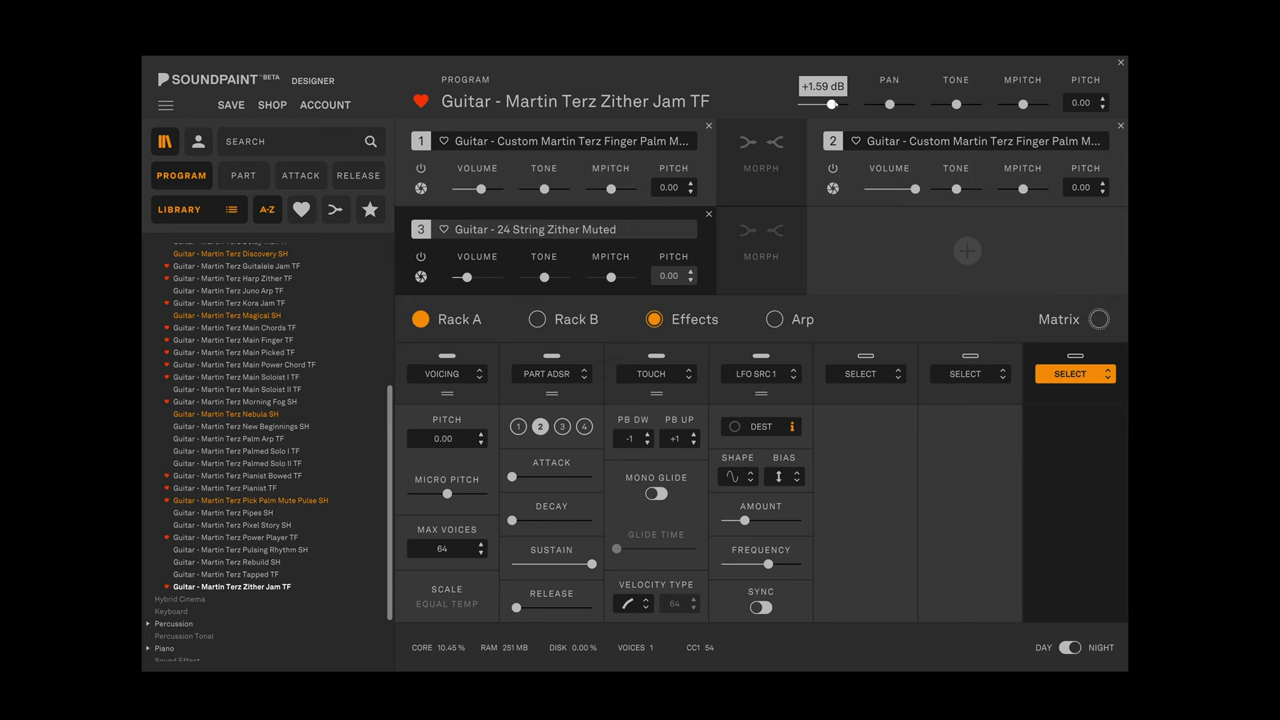 SOUNDPAINT™ BETA DESIGNER
SAVE SHOP ACCOUNT
PROGRAM
Guitar - Martin Terz Zither Jam TF
+1.59 dB PAN TONE MPITCH PITCH
0.00
SEARCH
PROGRAM PART ATTACK RELEASE
LIBRARY A-Z
1 Guitar - Custom Martin Terz Finger Palm M...
VOLUME TONE MPITCH PITCH
0.00
MORPH
2 Guitar - Custom Martin Terz Finger Palm M...
VOLUME TONE MPITCH PITCH
0.00
3 Guitar - 24 String Zither Muted
VOLUME TONE MPITCH PITCH
0.00
MORPH
Guitar - Martin Terz Discovery SH
Guitar - Martin Terz Guitalele Jam TF
Guitar - Martin Terz Harp Zither TF
Guitar - Martin Terz Juno Arp TF
Guitar - Martin Terz Kora Jam TF
Guitar - Martin Terz Magical SH
Guitar - Martin Terz Main Chords TF
Guitar - Martin Terz Main Finger TF
Guitar - Martin Terz Main Picked TF
Guitar - Martin Terz Main Power Chord TF
Guitar - Martin Terz Main Soloist I TF
Guitar - Martin Terz Main Soloist II TF
Guitar - Martin Terz Morning Fog SH
Guitar - Martin Terz Nebula SH
Guitar - Martin Terz New Beginnings SH
Guitar - Martin Terz Palm Arp TF
Guitar - Martin Terz Palmed Solo I TF
Guitar - Martin Terz Palmed Solo II TF
Guitar - Martin Terz Pianist Bowed TF
Guitar - Martin Terz Pianist TF
Guitar - Martin Terz Pick Palm Mute Pulse SH
Guitar - Martin Terz Pipes SH
Guitar - Martin Terz Pixel Story SH
Guitar - Martin Terz Power Player TF
Guitar - Martin Terz Pulsing Rhythm SH
Guitar - Martin Terz Rebuild SH
Guitar - Martin Terz Tapped TF
Guitar - Martin Terz Zither Jam TF
Hybrid Cinema
Keyboard
Percussion
Percussion Tonal
Piano
Rack A Rack B Effects Arp Matrix
VOICING PART ADSR TOUCH LFO SRC 1 SELECT SELECT SELECT
PITCH
0.00
MICRO PITCH
MAX VOICES
64
SCALE
EQUAL TEMP
1 2 3 4
ATTACK
DECAY
SUSTAIN
RELEASE
PB DW PB UP
-1 +1
MONO GLIDE
GLIDE TIME
VELOCITY TYPE
64
DEST i
SHAPE BIAS
AMOUNT
FREQUENCY
SYNC
CORE 10.45 % RAM 251 MB DISK 0.00 % VOICES 1 CC1 54
DAY NIGHT